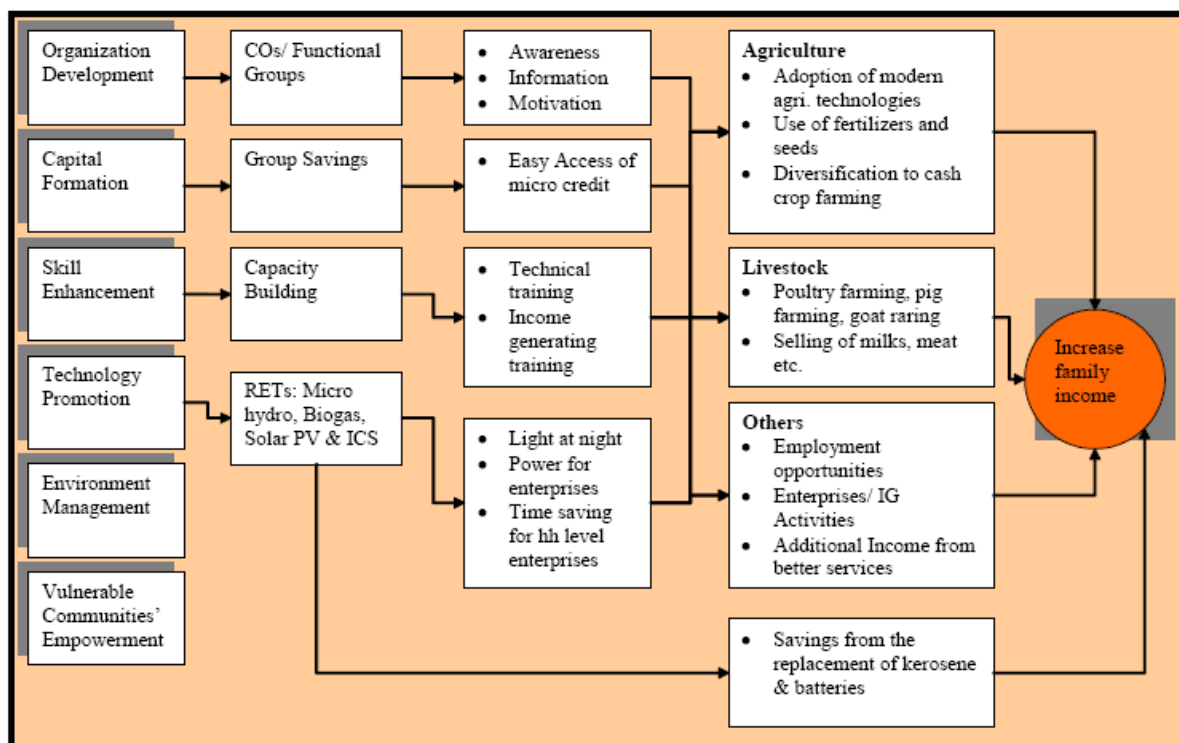 Organization
Development
COs/ Functional
Groups
• Awareness
• Information
• Motivation
Agriculture
• Adoption of modern
agri. technologies
• Use of fertilizers and
seeds
• Diversification to cash
crop farming
Capital
Formation
Group Savings
• Easy Access of
micro credit
Skill
Enhancement
Capacity
Building
• Technical
training
• Income
generating
training
Livestock
• Poultry farming, pig
farming, goat raring
• Selling of milks, meat
etc.
Increase
family
income
Technology
Promotion
RETs: Micro
hydro, Biogas,
Solar PV & ICS
• Light at night
• Power for
enterprises
• Time saving
for hh level
enterprises
Others
• Employment
opportunities
• Enterprises/ IG
Activities
• Additional Income from
better services
Environment
Management
Vulnerable
Communities’
Empowerment
• Savings from the
replacement of kerosene
& batteries